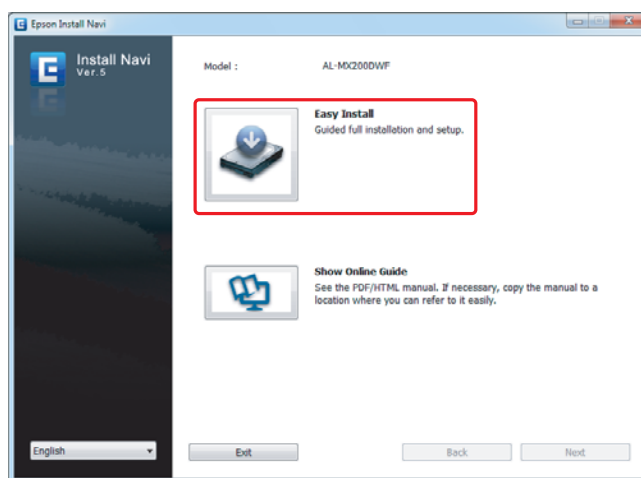 Epson Install Navi
Install Navi
Ver.5
Model :
AL-MX200DWF
Easy Install
Guided full installation and setup.
Show Online Guide
See the PDF/HTML manual. If necessary, copy the manual to a
location where you can refer to it easily.
English
Exit
Back
Next